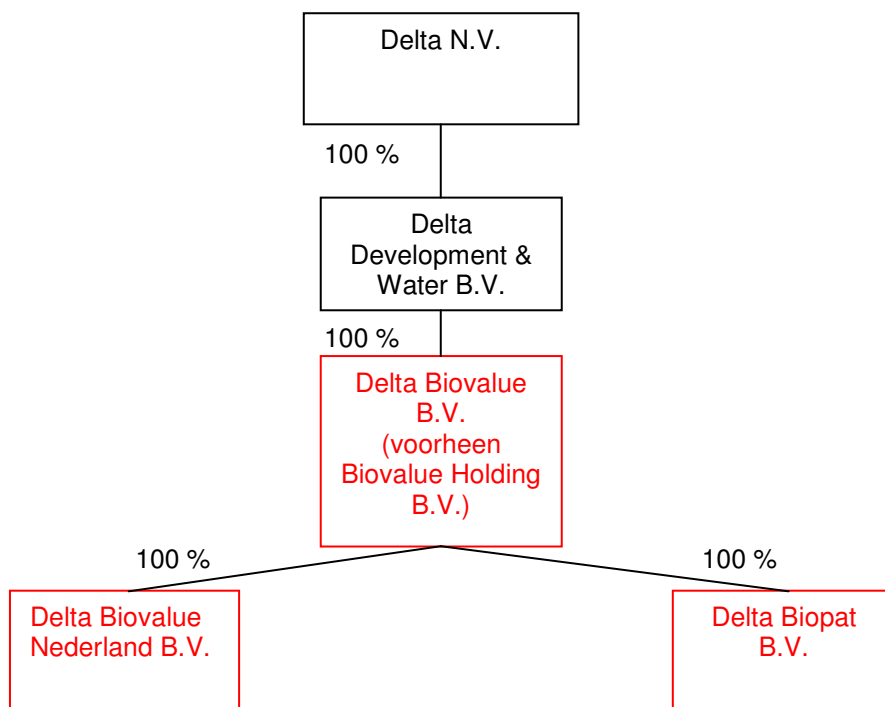 Delta N.V.
100 %
Delta
Development &
Water B.V.
100 %
Delta Biovalue
B.V.
(voorheen
Biovalue Holding
B.V.)
100 %
100 %
Delta Biovalue
Nederland B.V.
Delta Biopat
B.V.